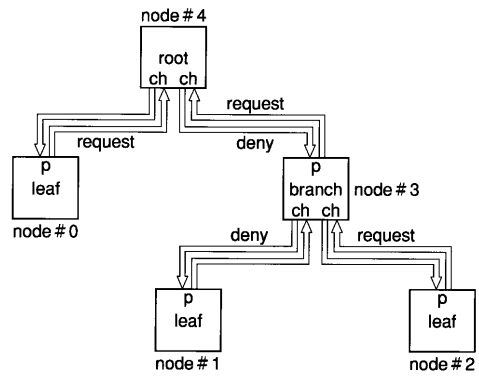 node # 4
root
ch ch
request
request
deny
p
leaf
node # 0
p
branch
ch ch
node # 3
deny
request
p
leaf
node # 1
p
leaf
node # 2